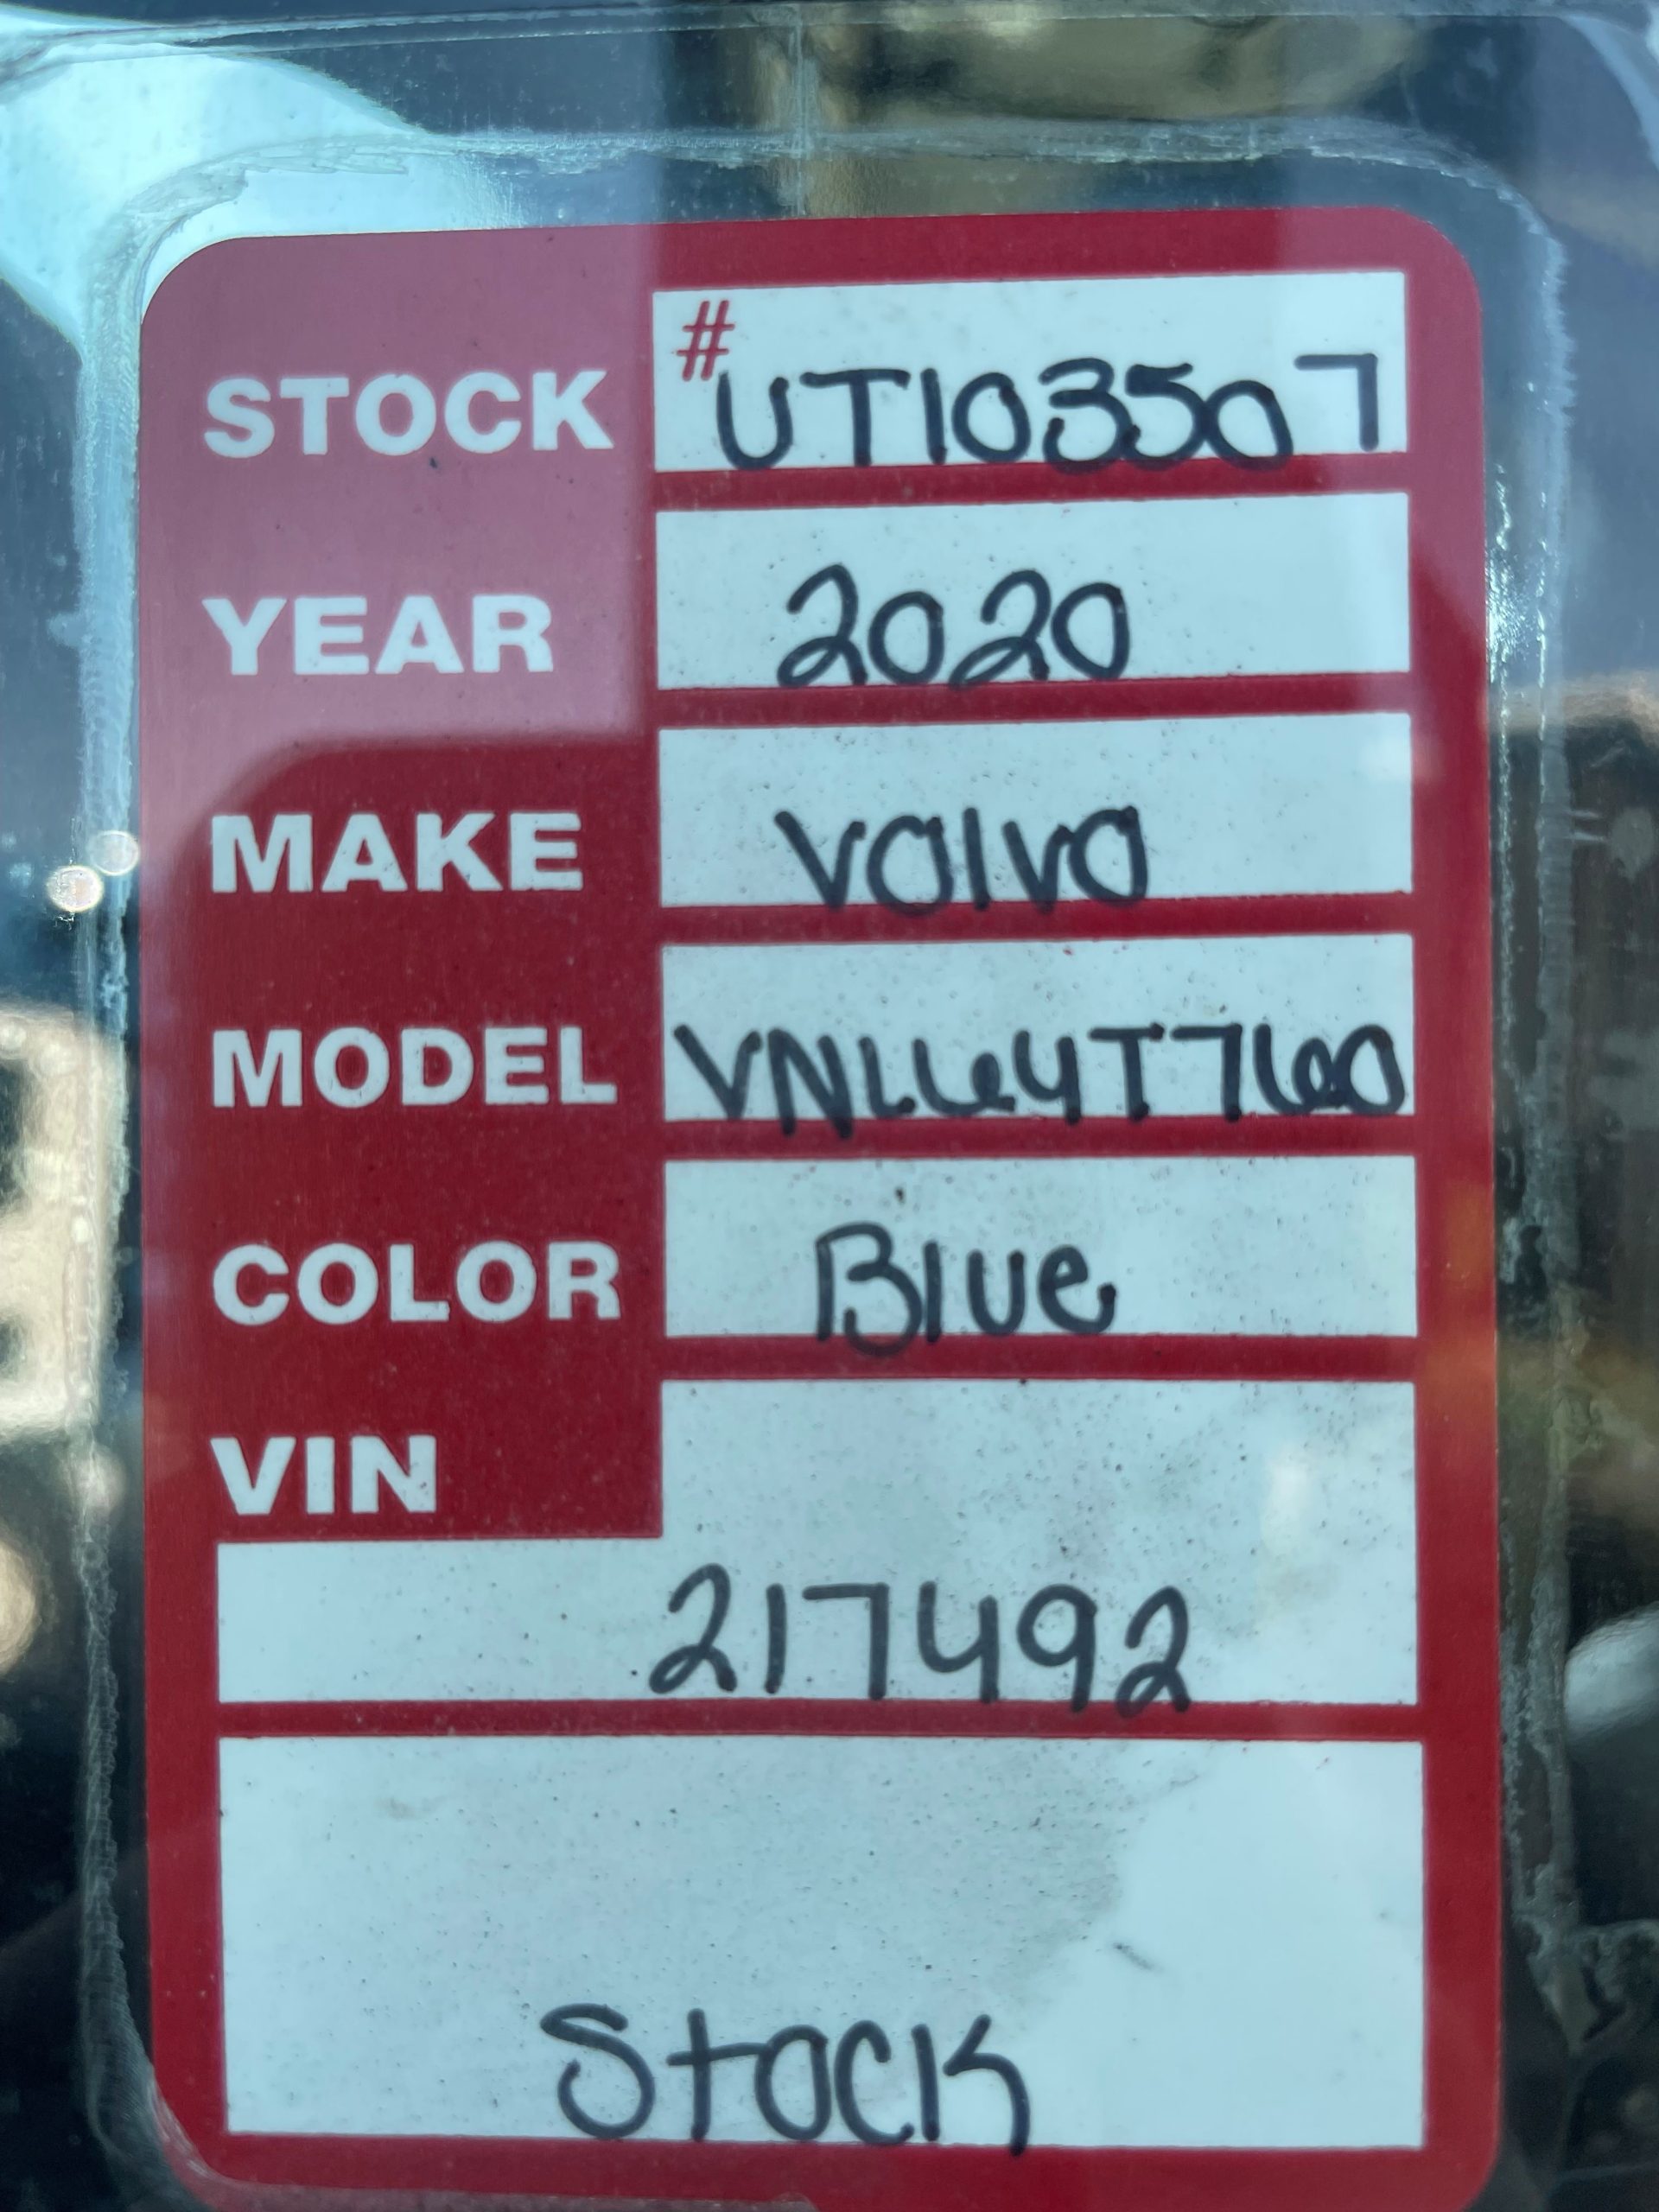 STOCK #UT103507
YEAR 2020
MAKE Volvo
MODEL VNL64T760
COLOR Blue
VIN
217492
Stock